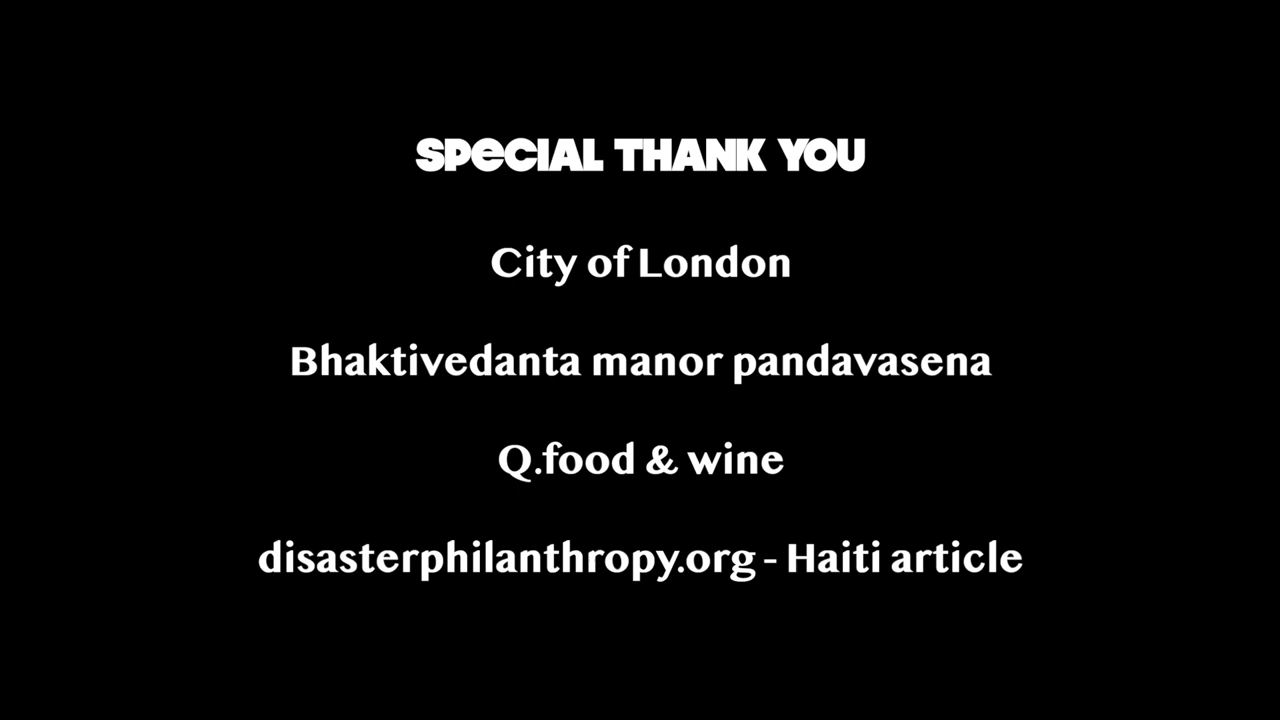 SPeCIAL THANK YOU
City of London
Bhaktivedanta manor pandavasena
Q.food & wine
disasterphilanthropy.org - Haiti article